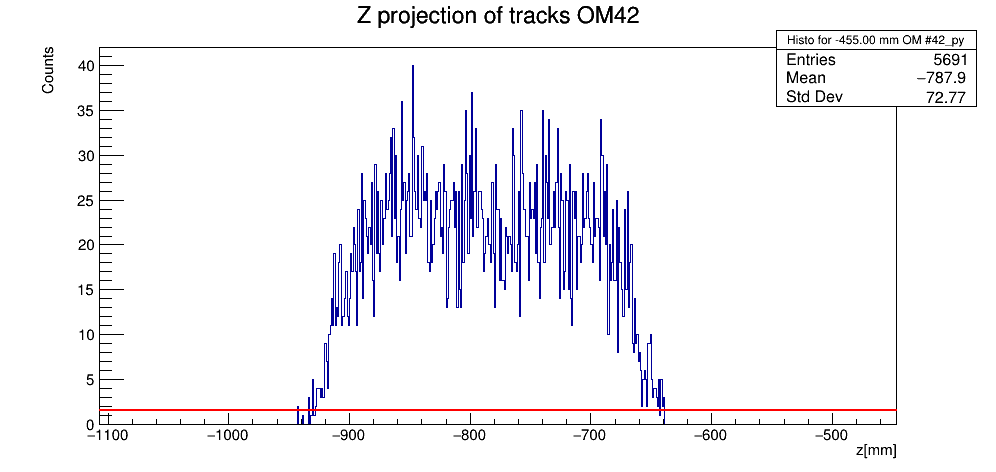 Z projection of tracks OM42
Histo for -455.00 mm OM #42_py
Entries 5691
Mean −787.9
Std Dev 72.77
Counts
40
35
30
25
20
15
10
5
0
−1100 −1000 −900 −800 −700 −600 −500
z[mm]